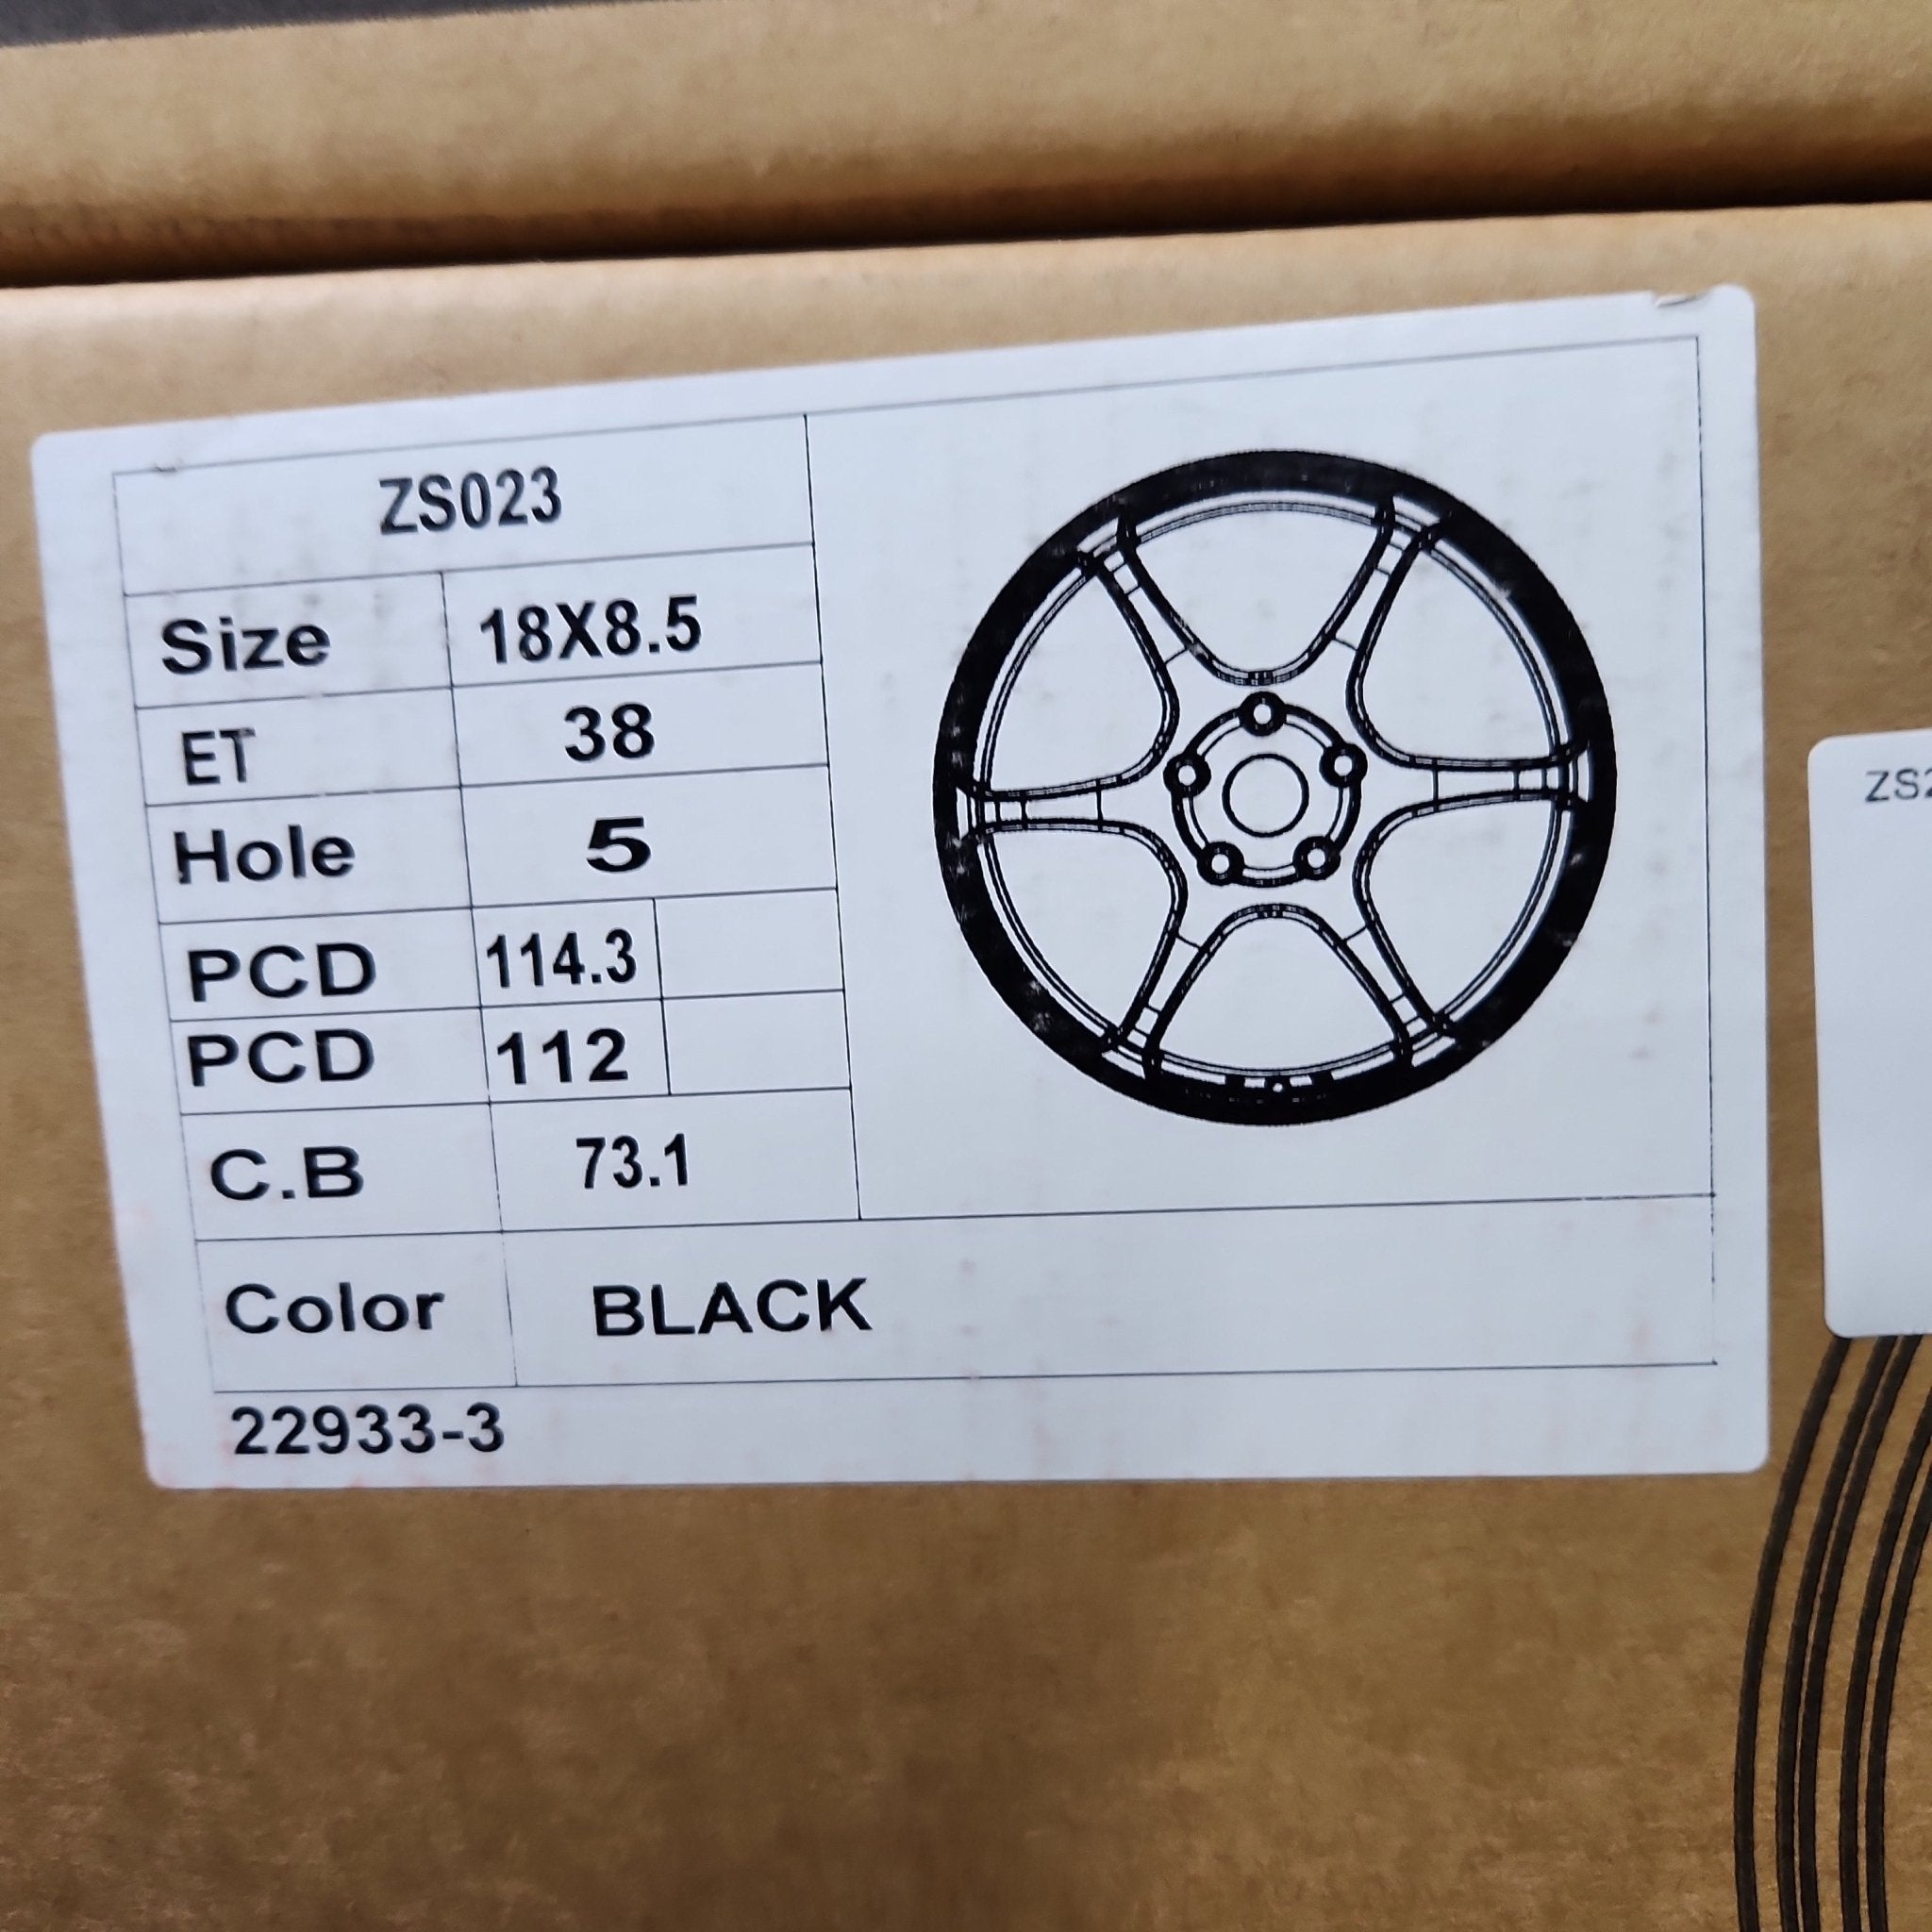 ZS023
Size 18X8.5
ET 38
Hole 5
PCD 114.3
PCD 112
C.B 73.1
Color BLACK
22933-3